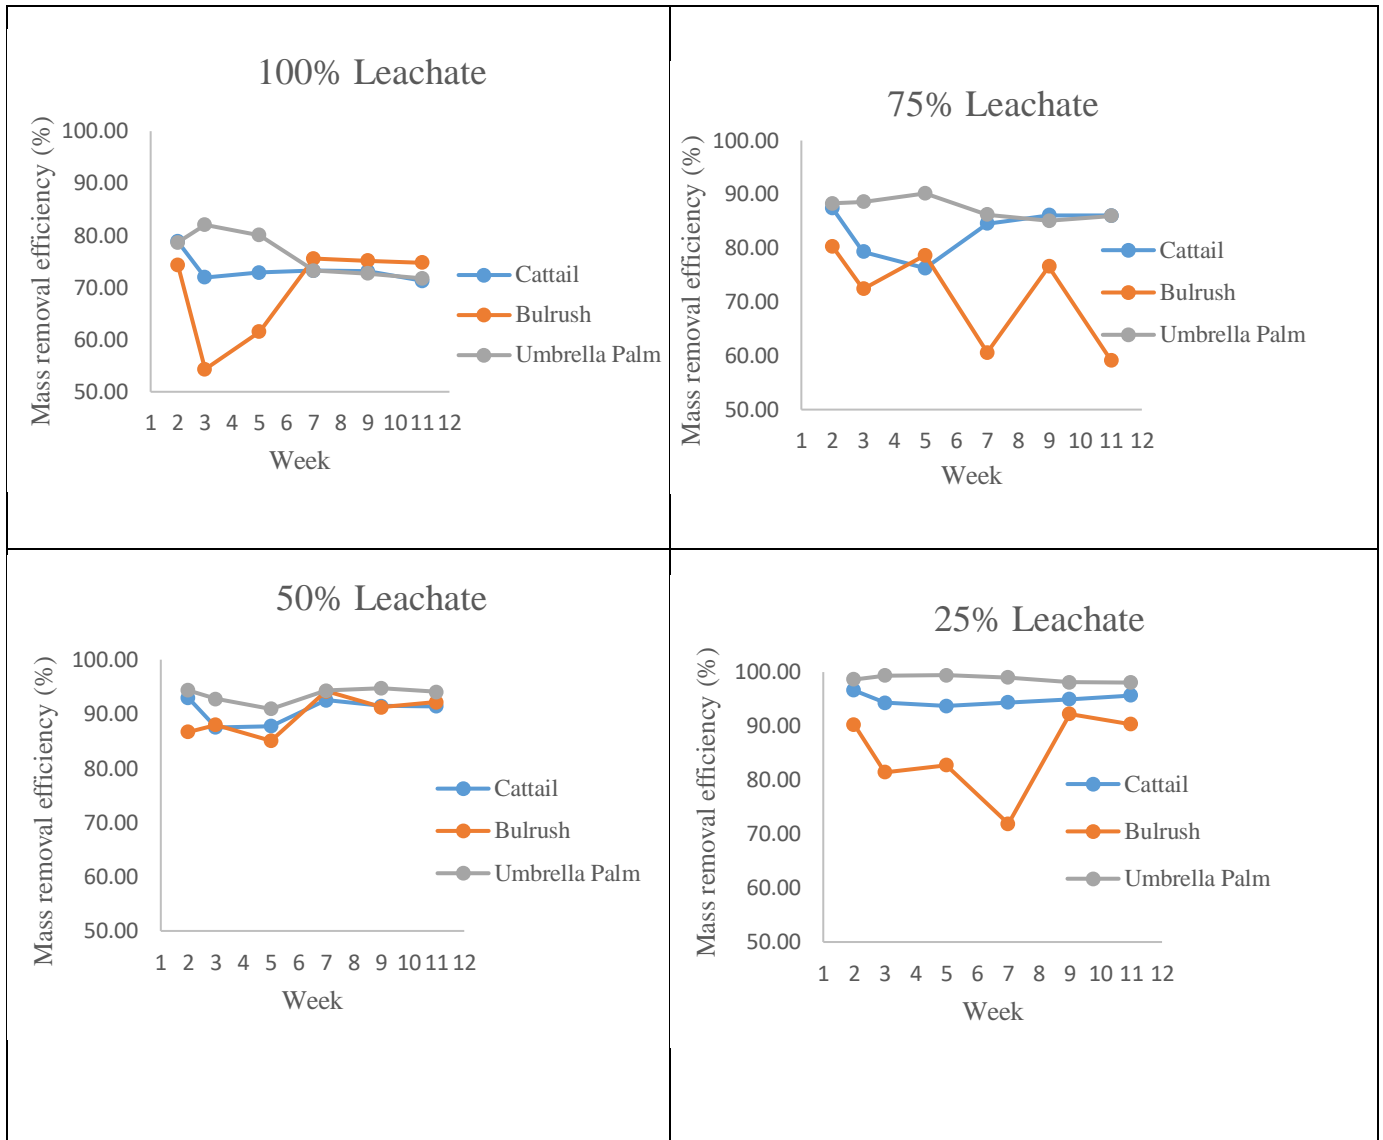 100% Leachate
Mass removal efficiency (%)
100.00
90.00
80.00
70.00
60.00
50.00
1 2 3 4 5 6 7 8 9 10 11 12
Week
Cattail
Bulrush
Umbrella Palm
75% Leachate
Mass removal efficiency (%)
100.00
90.00
80.00
70.00
60.00
50.00
1 2 3 4 5 6 7 8 9 10 11 12
Week
Cattail
Bulrush
Umbrella Palm
50% Leachate
Mass removal efficiency (%)
100.00
90.00
80.00
70.00
60.00
50.00
1 2 3 4 5 6 7 8 9 10 11 12
Week
Cattail
Bulrush
Umbrella Palm
25% Leachate
Mass removal efficiency (%)
100.00
90.00
80.00
70.00
60.00
50.00
1 2 3 4 5 6 7 8 9 10 11 12
Week
Cattail
Bulrush
Umbrella Palm